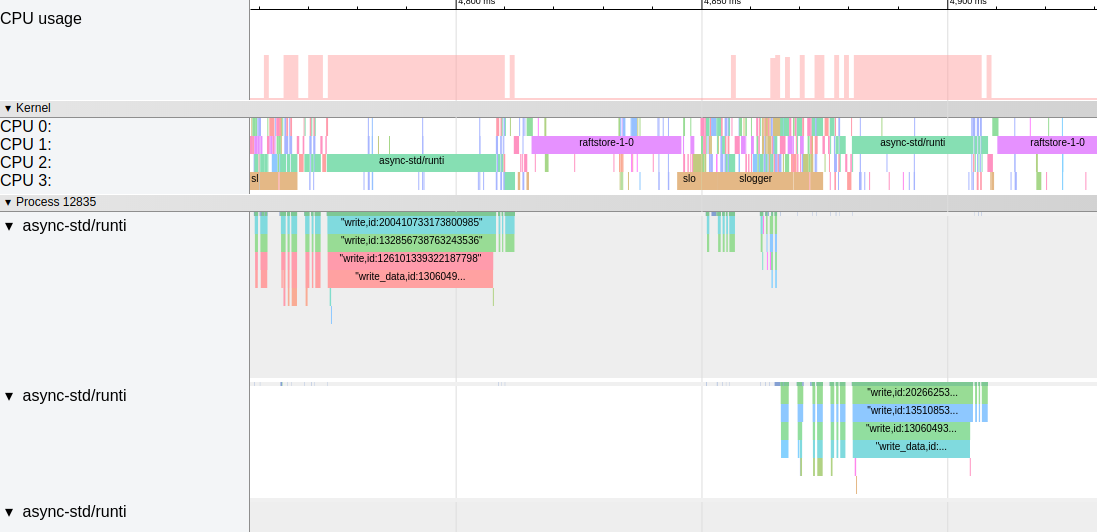 4,800 ms 4,850 ms 4,900 ms
CPU usage
▾ Kernel
CPU 0:
CPU 1: raftstore-1-0 async-std/runti raftstore-1-0
CPU 2: async-std/runti
CPU 3: sl slo slogger
▾ Process 12835
▾ async-std/runti
"write,id:200410733173800985"
"write,id:132856738763243536"
"write,id:126101339322187798"
"write_data,id:1306049...
▾ async-std/runti
"write,id:20266253...
"write,id:13510853...
"write,id:13060493...
"write_data,id:...
▾ async-std/runti